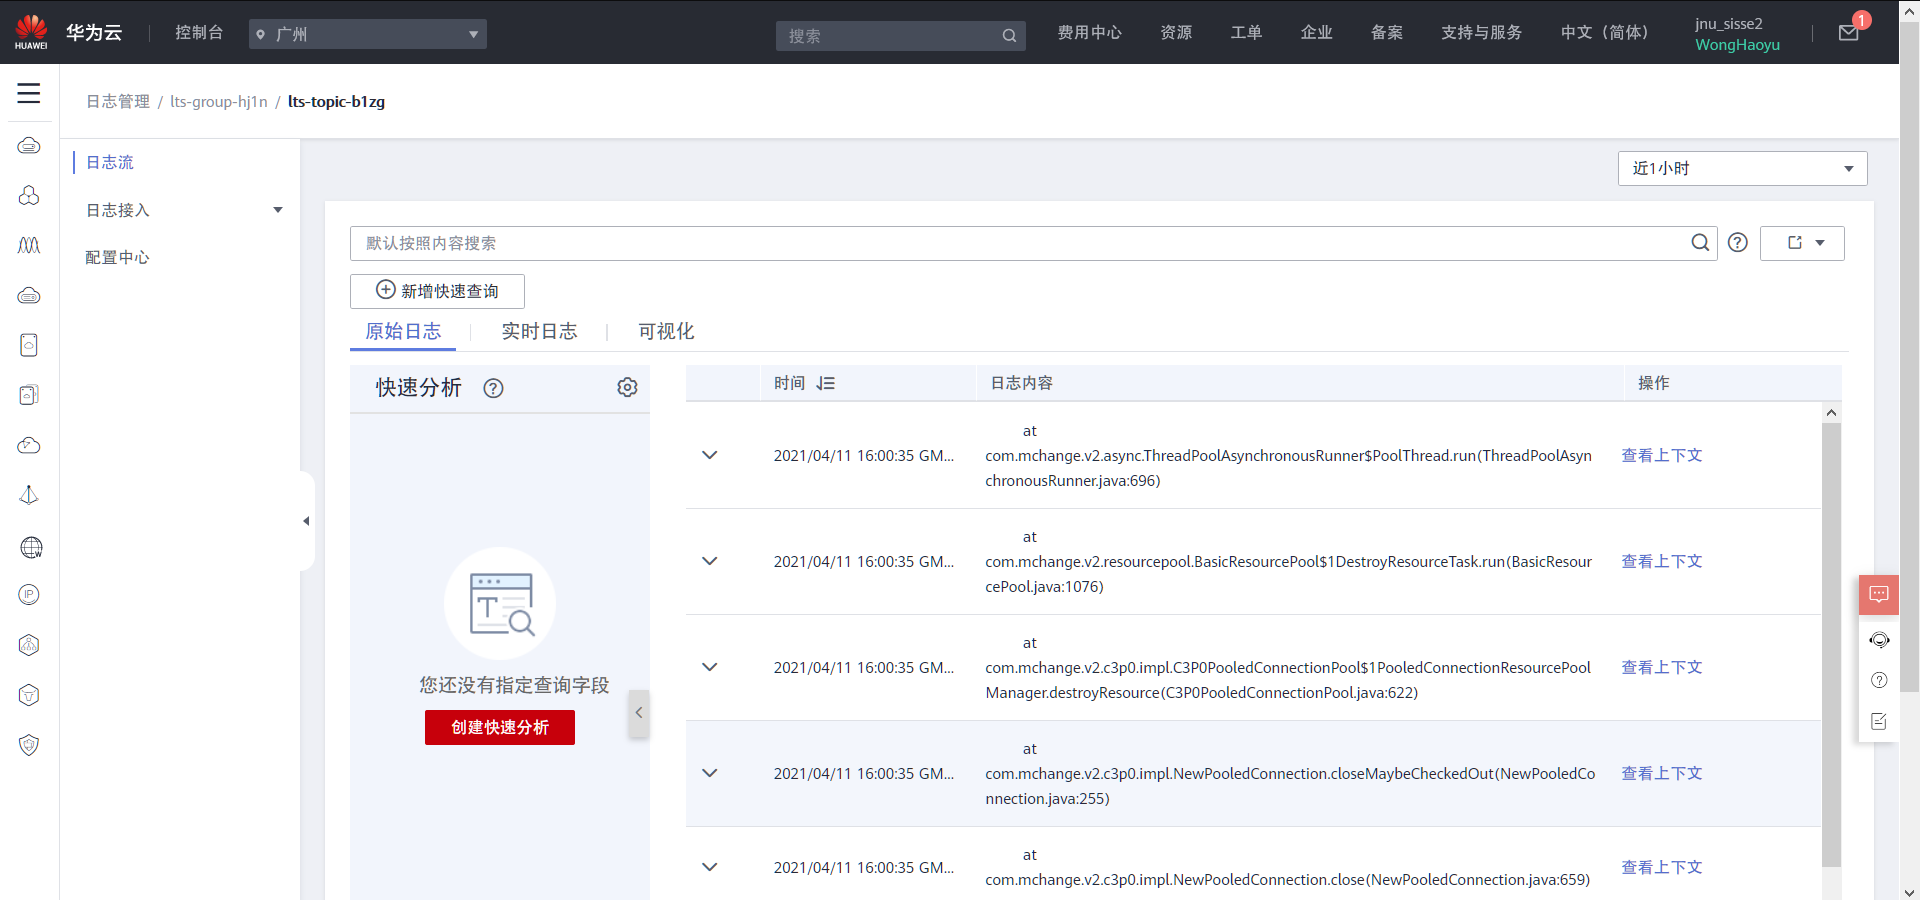 HUAWEI
华为云
控制台
广州
搜索
费用中心
资源
工单
企业
备案
支持与服务
中文（简体）
jnu_sisse2
WongHaoyu
1
日志管理 / lts-group-hj1n / lts-topic-b1zg
日志流
日志接入
配置中心
近1小时
默认按照内容搜索
新增快速查询
原始日志
实时日志
可视化
快速分析
您还没有指定查询字段
创建快速分析
时间
日志内容
操作
2021/04/11 16:00:35 GM...
at
com.mchange.v2.async.ThreadPoolAsynchronousRunner$PoolThread.run(ThreadPoolAsyn
chronousRunner.java:696)
查看上下文
2021/04/11 16:00:35 GM...
at
com.mchange.v2.resourcepool.BasicResourcePool$1DestroyResourceTask.run(BasicResour
cePool.java:1076)
查看上下文
2021/04/11 16:00:35 GM...
at
com.mchange.v2.c3p0.impl.C3P0PooledConnectionPool$1PooledConnectionResourcePool
Manager.destroyResource(C3P0PooledConnectionPool.java:622)
查看上下文
2021/04/11 16:00:35 GM...
at
com.mchange.v2.c3p0.impl.NewPooledConnection.closeMaybeCheckedOut(NewPooledCo
nnection.java:255)
查看上下文
2021/04/11 16:00:35 GM...
at
com.mchange.v2.c3p0.impl.NewPooledConnection.close(NewPooledConnection.java:659)
查看上下文